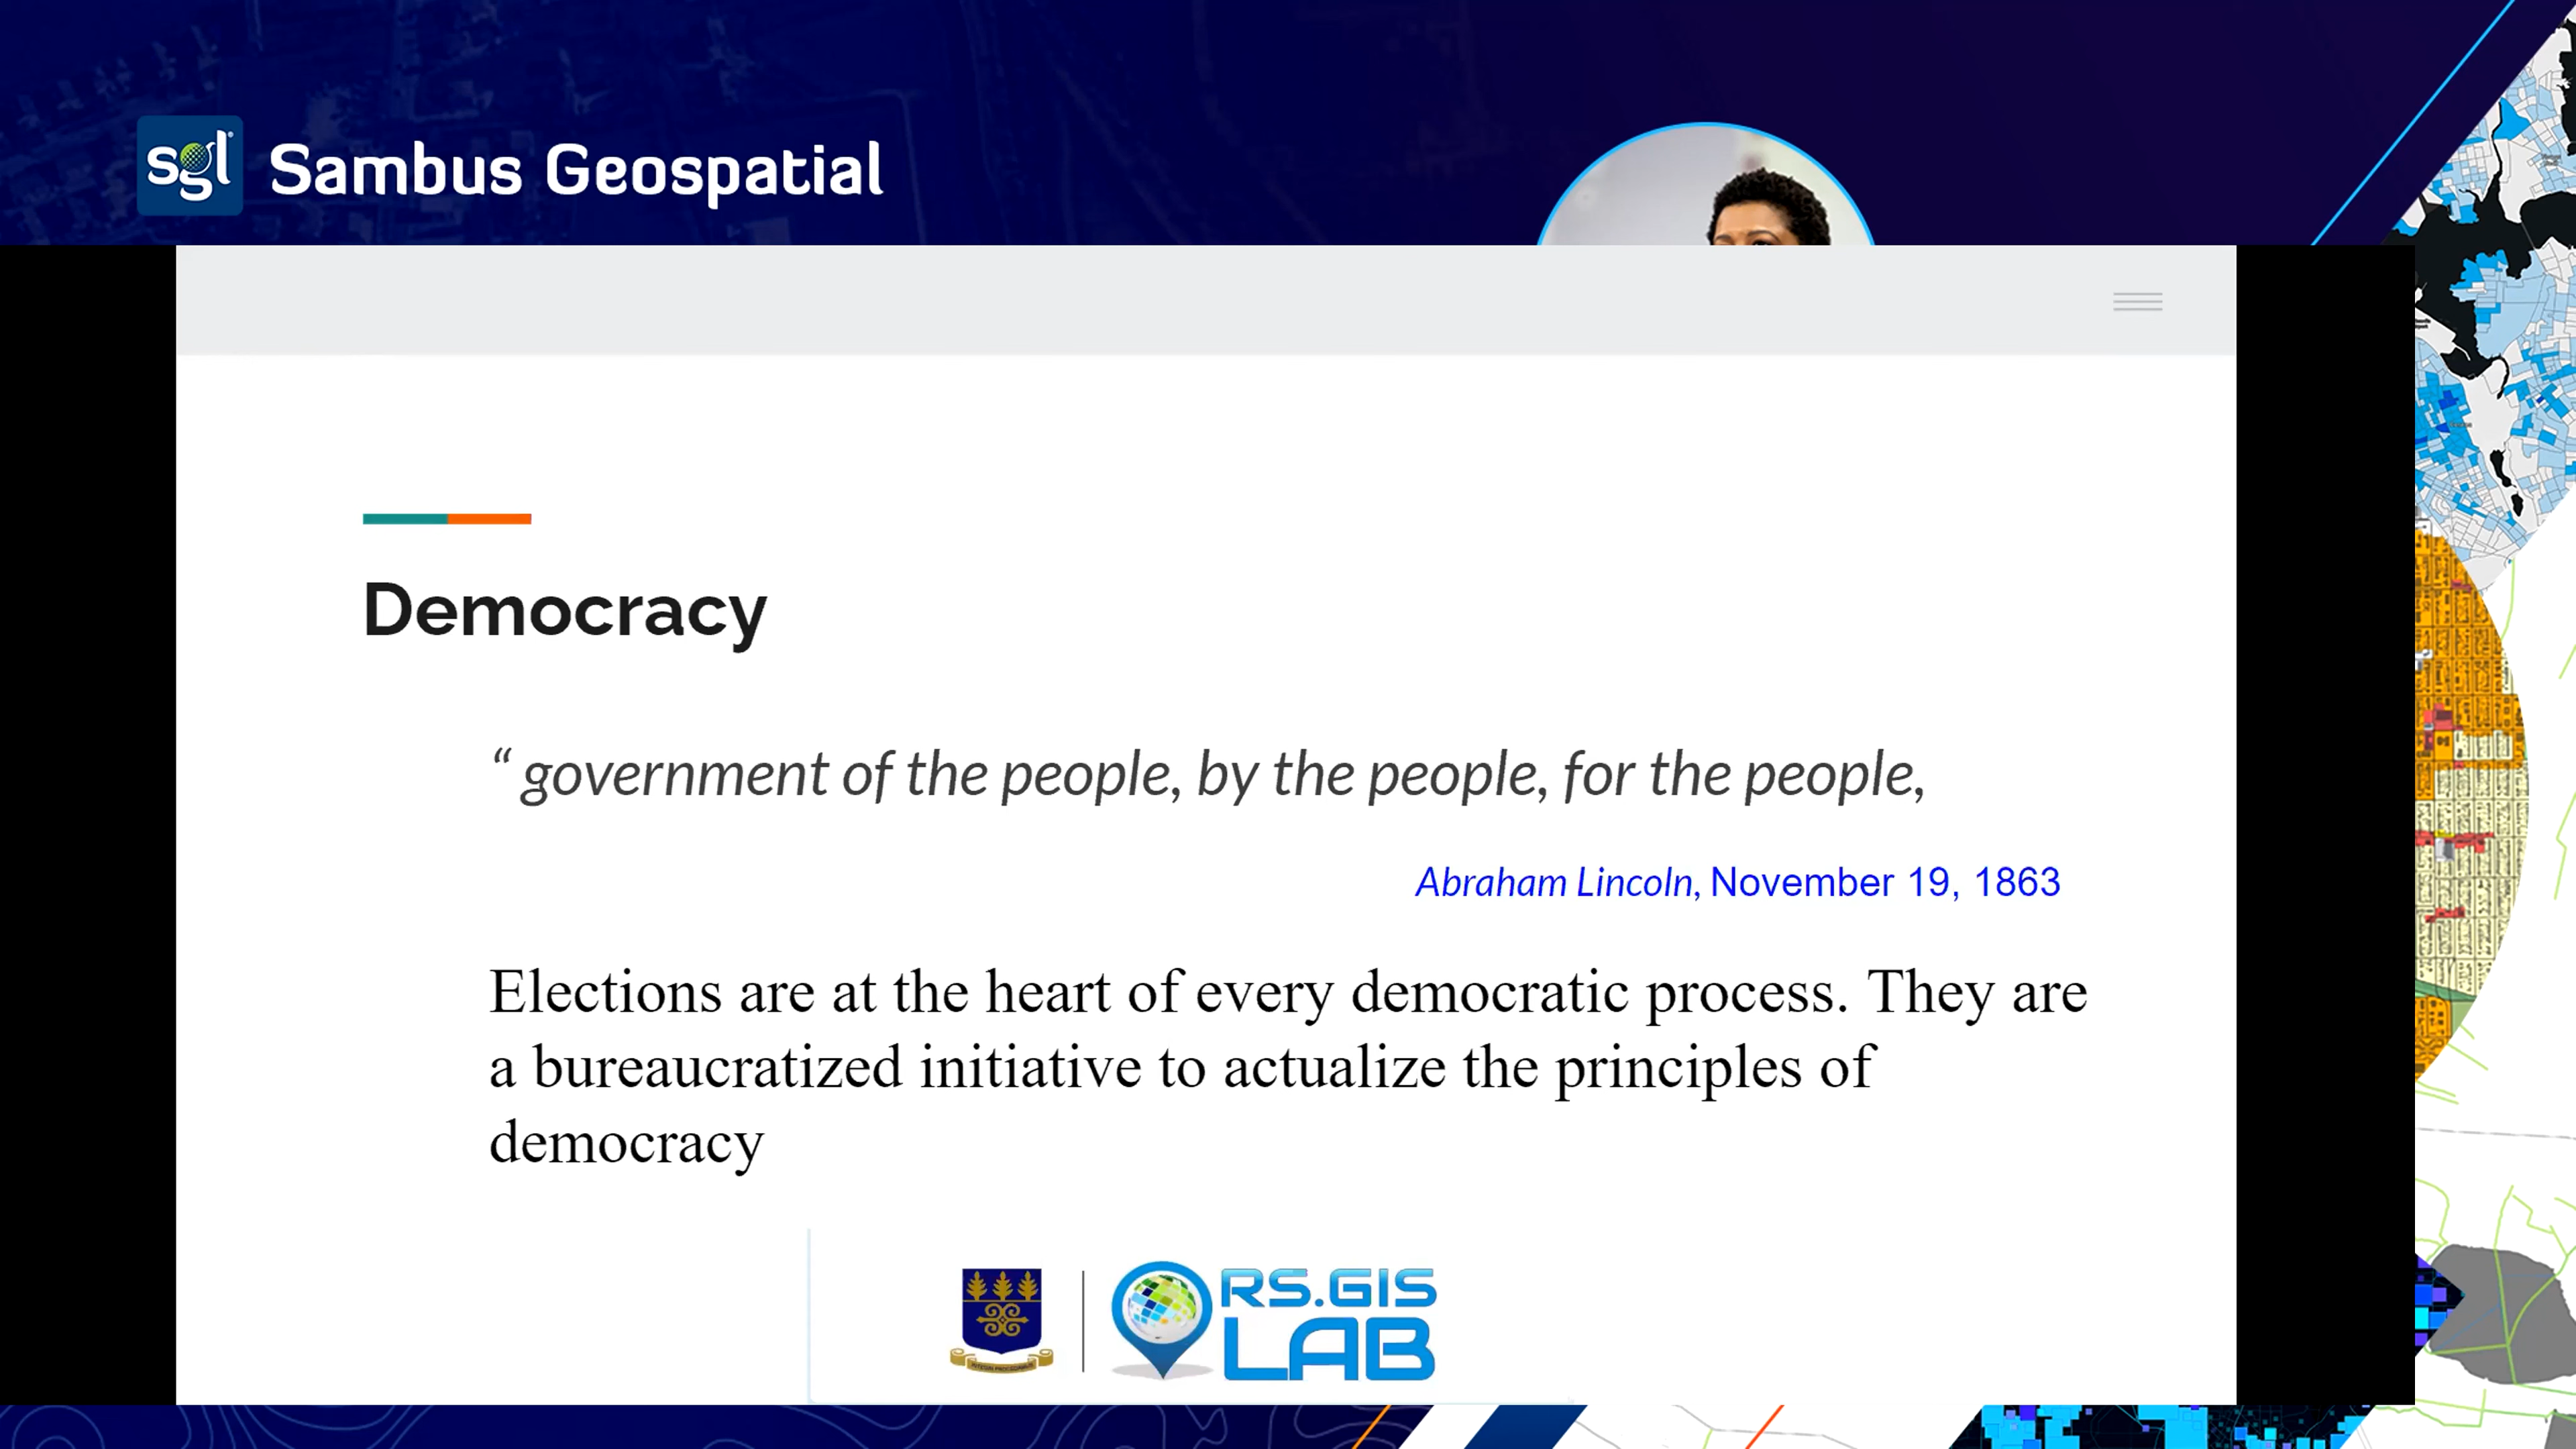 sgl Sambus Geospatial
Democracy
“ government of the people, by the people, for the people,
Abraham Lincoln, November 19, 1863
Elections are at the heart of every democratic process. They are
a bureaucratized initiative to actualize the principles of
democracy
RS.GIS
LAB